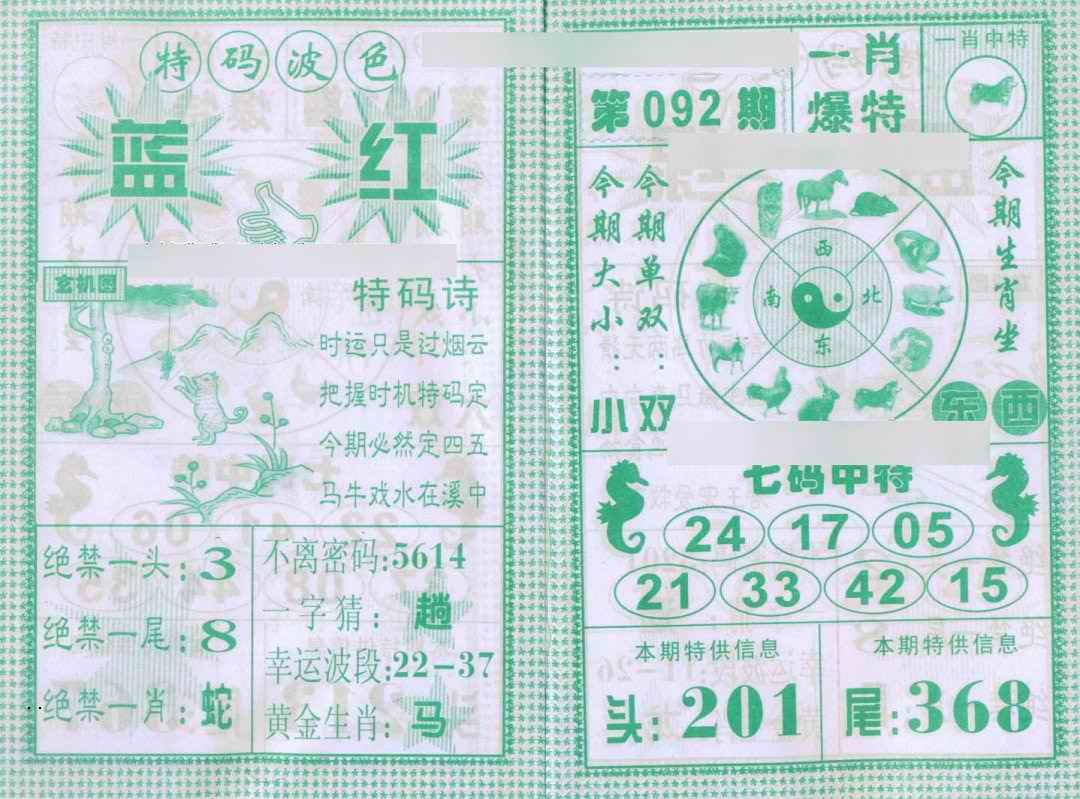 特码波色
蓝 红
玄机图
特码诗
时运只是过烟云
把握时机特码定
今期必然定四五
马牛戏水在溪中
绝禁一头:3
绝禁一尾:8
绝禁一肖:蛇
不离密码:5614
一字猜:趟
幸运波段:22-37
黄金生肖:马
第092期
一肖
爆特
一肖中特
今期大小:小
今期单双:双
西
南 北
东
今期生肖坐
东西
七码中特
24 17 05
21 33 42 15
本期特供信息
头:201
本期特供信息
尾:368